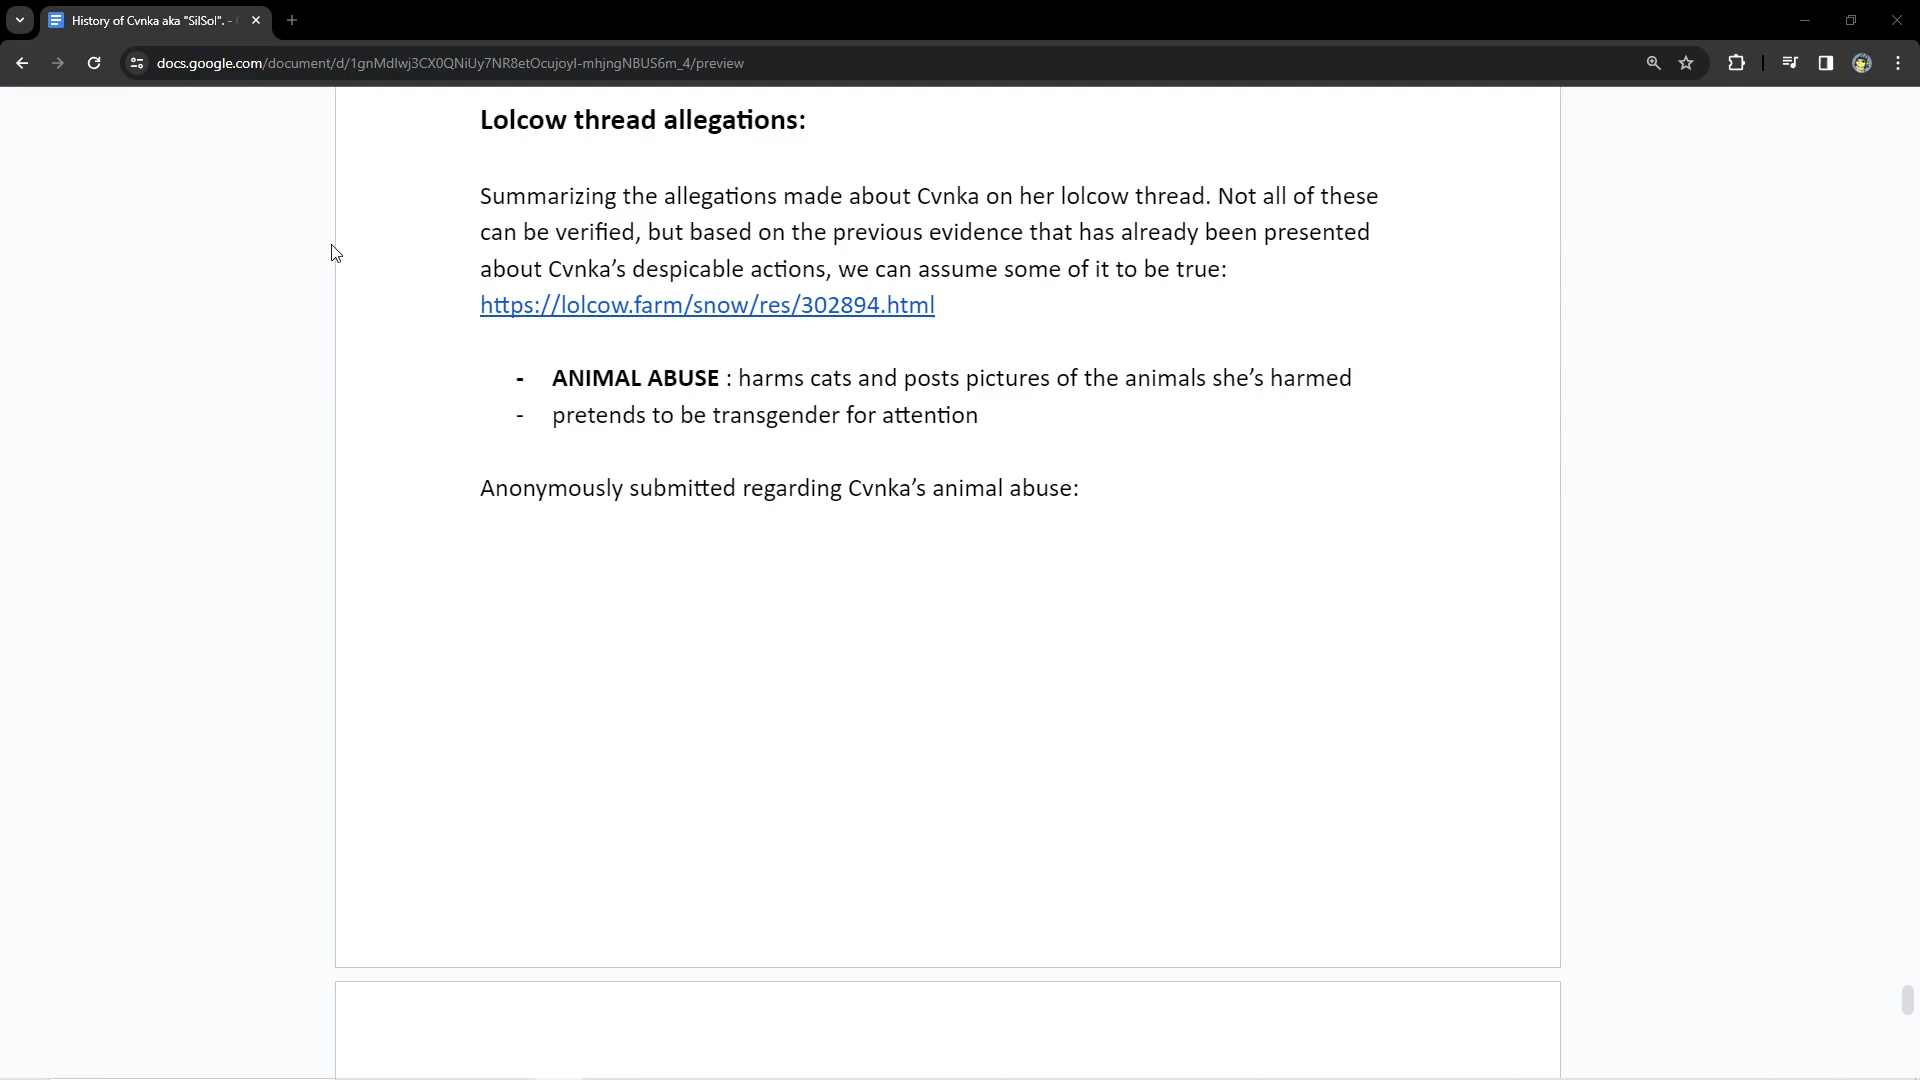 History of Cvnka aka "SilSol". -
docs.google.com/document/d/1gnMdlwj3CX0QNiUy7NR8etOcujoyl-mhjngNBUS6m_4/preview
Lolcow thread allegations:
Summarizing the allegations made about Cvnka on her lolcow thread. Not all of these
can be verified, but based on the previous evidence that has already been presented
about Cvnka’s despicable actions, we can assume some of it to be true:
https://lolcow.farm/snow/res/302894.html
- ANIMAL ABUSE : harms cats and posts pictures of the animals she’s harmed
- pretends to be transgender for attention
Anonymously submitted regarding Cvnka’s animal abuse: